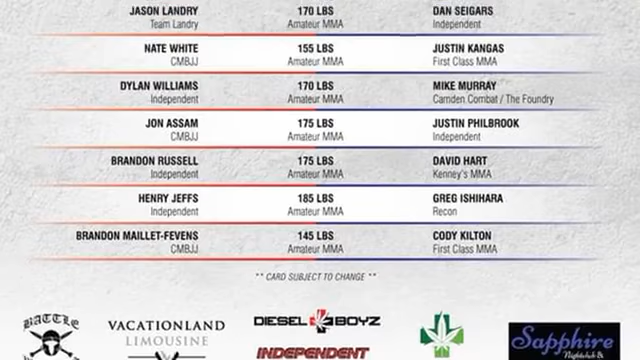 JASON LANDRY 170 LBS DAN SEIGARS
Team Landry Amateur MMA Independent
NATE WHITE 155 LBS JUSTIN KANGAS
CMBJJ Amateur MMA First Class MMA
DYLAN WILLIAMS 170 LBS MIKE MURRAY
Independent Amateur MMA Camden Combat / The Foundry
JON ASSAM 175 LBS JUSTIN PHILBROOK
CMBJJ Amateur MMA Independent
BRANDON RUSSELL 175 LBS DAVID HART
Independent Amateur MMA Kenney's MMA
HENRY JEFFS 185 LBS GREG ISHIHARA
Independent Amateur MMA Recon
BRANDON MAILLET-FEVENS 145 LBS CODY KILTON
CMBJJ Amateur MMA First Class MMA
** CARD SUBJECT TO CHANGE **
BATTLE
VACATIONLAND
LIMOUSINE
DIESEL BOYZ
INDEPENDENT
Sapphire
Nightclub &